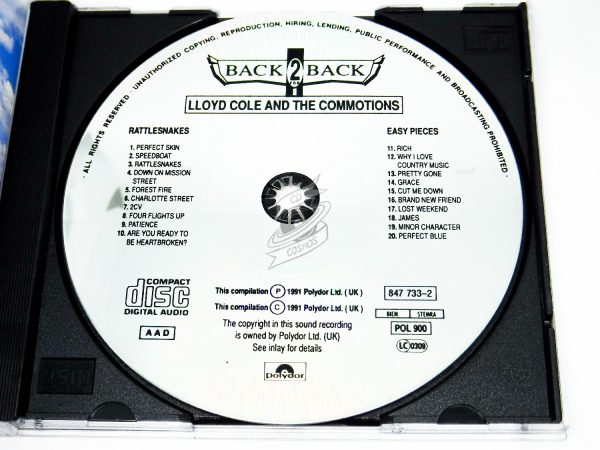 · ALL RIGHTS RESERVED · UNAUTHORIZED COPYING, REPRODUCTION, HIRING, LENDING, PUBLIC PERFORMANCE AND BROADCASTING PROHIBITED ·
BACK 2 BACK
LLOYD COLE AND THE COMMOTIONS
RATTLESNAKES
1. PERFECT SKIN
2. SPEEDBOAT
3. RATTLESNAKES
4. DOWN ON MISSION
STREET
5. FOREST FIRE
6. CHARLOTTE STREET
7. 2CV
8. FOUR FLIGHTS UP
9. PATIENCE
10. ARE YOU READY TO
BE HEARTBROKEN?
EASY PIECES
11. RICH
12. WHY I LOVE
COUNTRY MUSIC
13. PRETTY GONE
14. GRACE
15. CUT ME DOWN
16. BRAND NEW FRIEND
17. LOST WEEKEND
18. JAMES
19. MINOR CHARACTER
20. PERFECT BLUE
CD
COSMOS
COMPACT
disc
DIGITAL AUDIO
AAD
This compilation P 1991 Polydor Ltd. (UK)
This compilation C 1991 Polydor Ltd. (UK)
The copyright in this sound recording
is owned by Polydor Ltd. (UK)
See inlay for details
847 733-2
BIEM STEMRA
POL 900
LC 0309
polydor